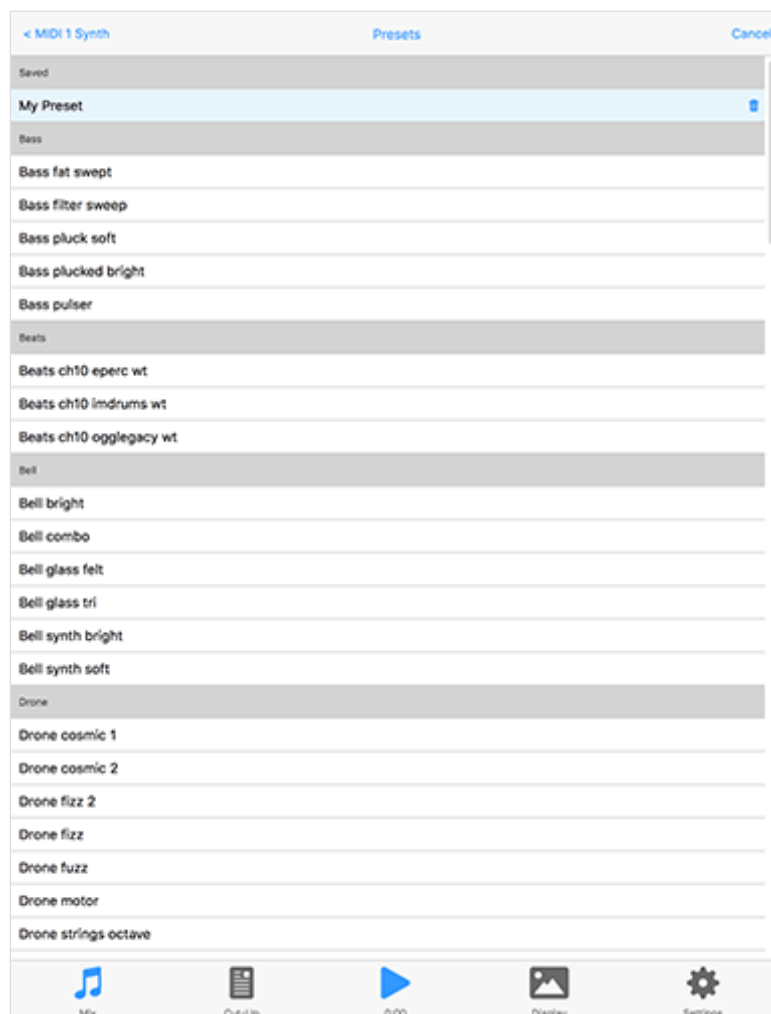 < MIDI 1 Synth Presets Cancel
Saved
My Preset
Bass
Bass fat swept
Bass filter sweep
Bass pluck soft
Bass plucked bright
Bass pulser
Beats
Beats ch10 eperc wt
Beats ch10 imdrums wt
Beats ch10 ogglegacy wt
Bell
Bell bright
Bell combo
Bell glass felt
Bell glass tri
Bell synth bright
Bell synth soft
Drone
Drone cosmic 1
Drone cosmic 2
Drone fizz 2
Drone fizz
Drone fuzz
Drone motor
Drone strings octave
Mix Cut-Up 0:00 Display Settings